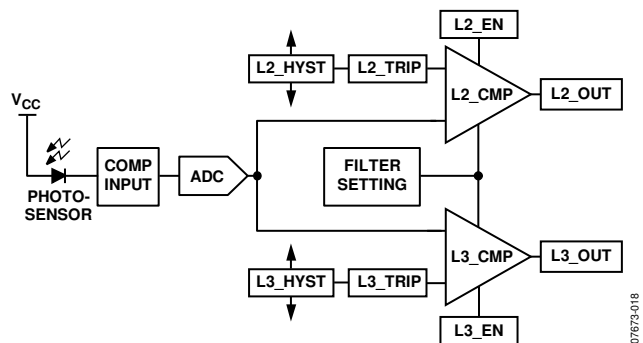 L2_EN
L2_HYST
L2_TRIP
L2_CMP
L2_OUT
VCC
PHOTO-
SENSOR
COMP
INPUT
ADC
FILTER
SETTING
L3_CMP
L3_OUT
L3_HYST
L3_TRIP
L3_EN
07673-018